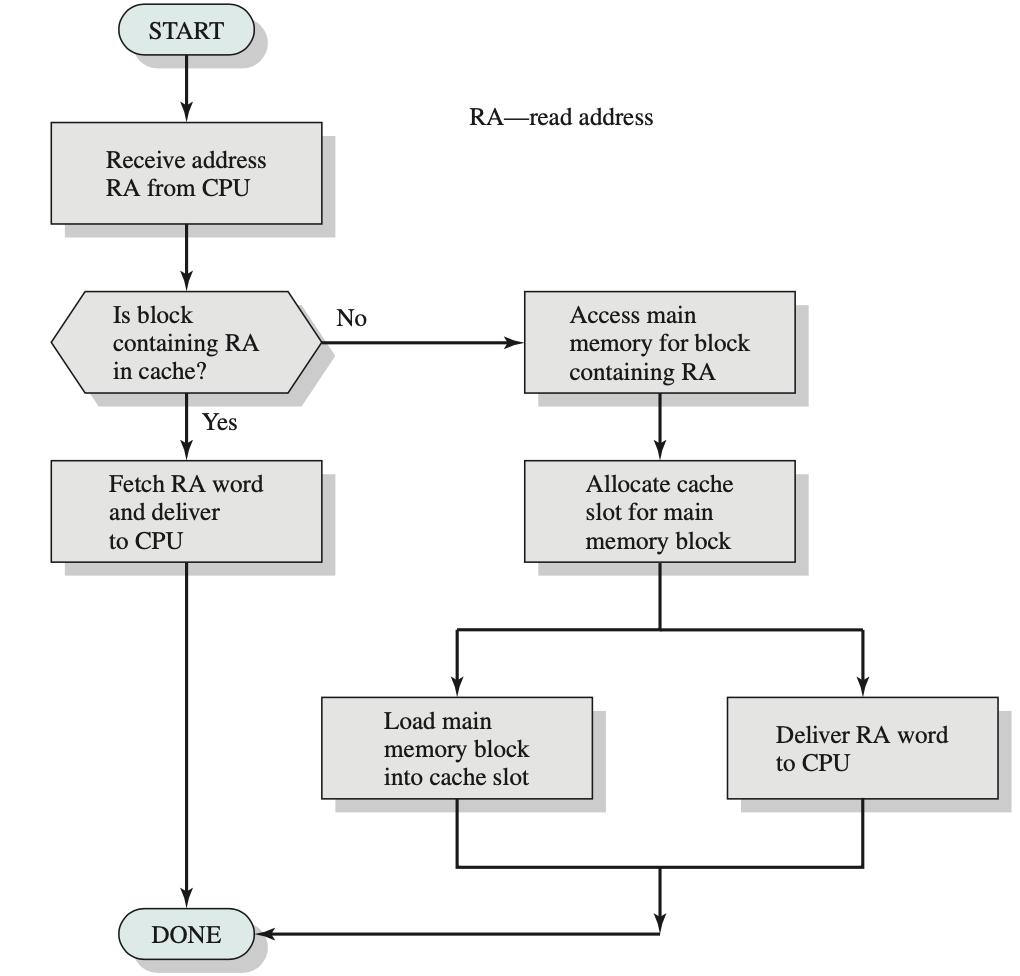 START
RA—read address
Receive address
RA from CPU
Is block
containing RA
in cache?
No
Access main
memory for block
containing RA
Yes
Fetch RA word
and deliver
to CPU
Allocate cache
slot for main
memory block
Load main
memory block
into cache slot
Deliver RA word
to CPU
DONE